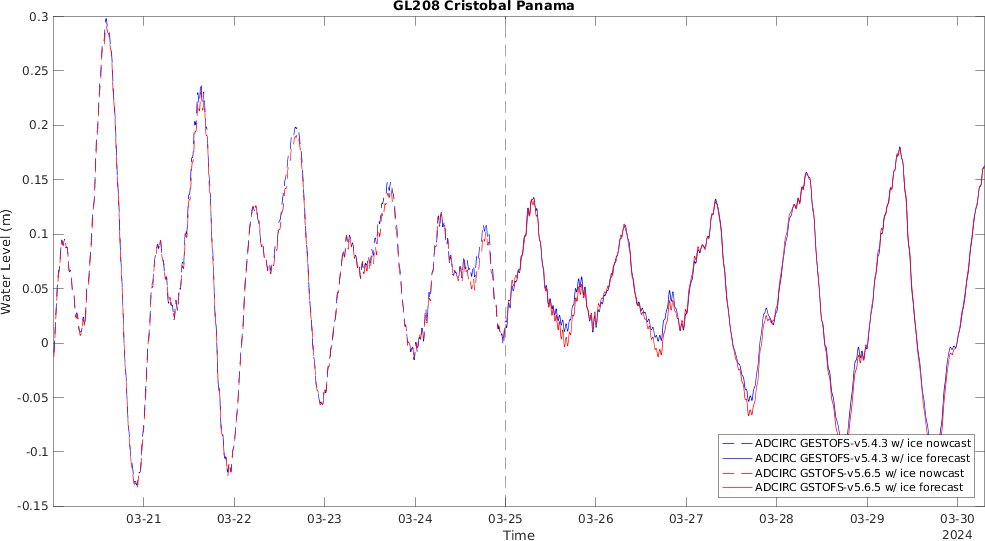 GL208 Cristobal Panama
0.3
0.25
0.2
0.15
0.1
0.05
0
-0.05
-0.1
-0.15
Water Level (m)
03-21 03-22 03-23 03-24 03-25 03-26 03-27 03-28 03-29 03-30
Time
2024
ADCIRC GESTOFS-v5.4.3 w/ ice nowcast
ADCIRC GESTOFS-v5.4.3 w/ ice forecast
ADCIRC GSTOFS-v5.6.5 w/ ice nowcast
ADCIRC GSTOFS-v5.6.5 w/ ice forecast